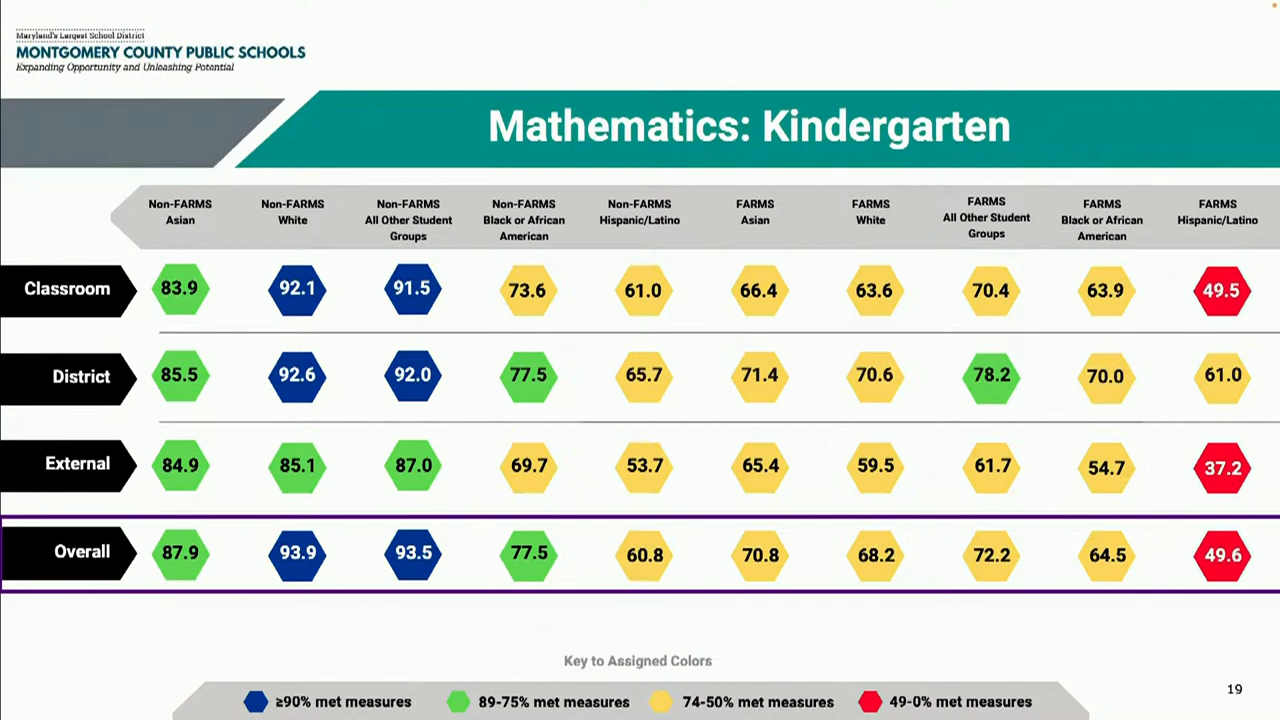 Maryland's Largest School District
MONTGOMERY COUNTY PUBLIC SCHOOLS
Expanding Opportunity and Unleashing Potential
Mathematics: Kindergarten
Non-FARMS Asian
Non-FARMS White
Non-FARMS All Other Student Groups
Non-FARMS Black or African American
Non-FARMS Hispanic/Latino
FARMS Asian
FARMS White
FARMS All Other Student Groups
FARMS Black or African American
FARMS Hispanic/Latino
Classroom 83.9 92.1 91.5 73.6 61.0 66.4 63.6 70.4 63.9 49.5
District 85.5 92.6 92.0 77.5 65.7 71.4 70.6 78.2 70.0 61.0
External 84.9 85.1 87.0 69.7 53.7 65.4 59.5 61.7 54.7 37.2
Overall 87.9 93.9 93.5 77.5 60.8 70.8 68.2 72.2 64.5 49.6
Key to Assigned Colors
≥90% met measures 89-75% met measures 74-50% met measures 49-0% met measures
19